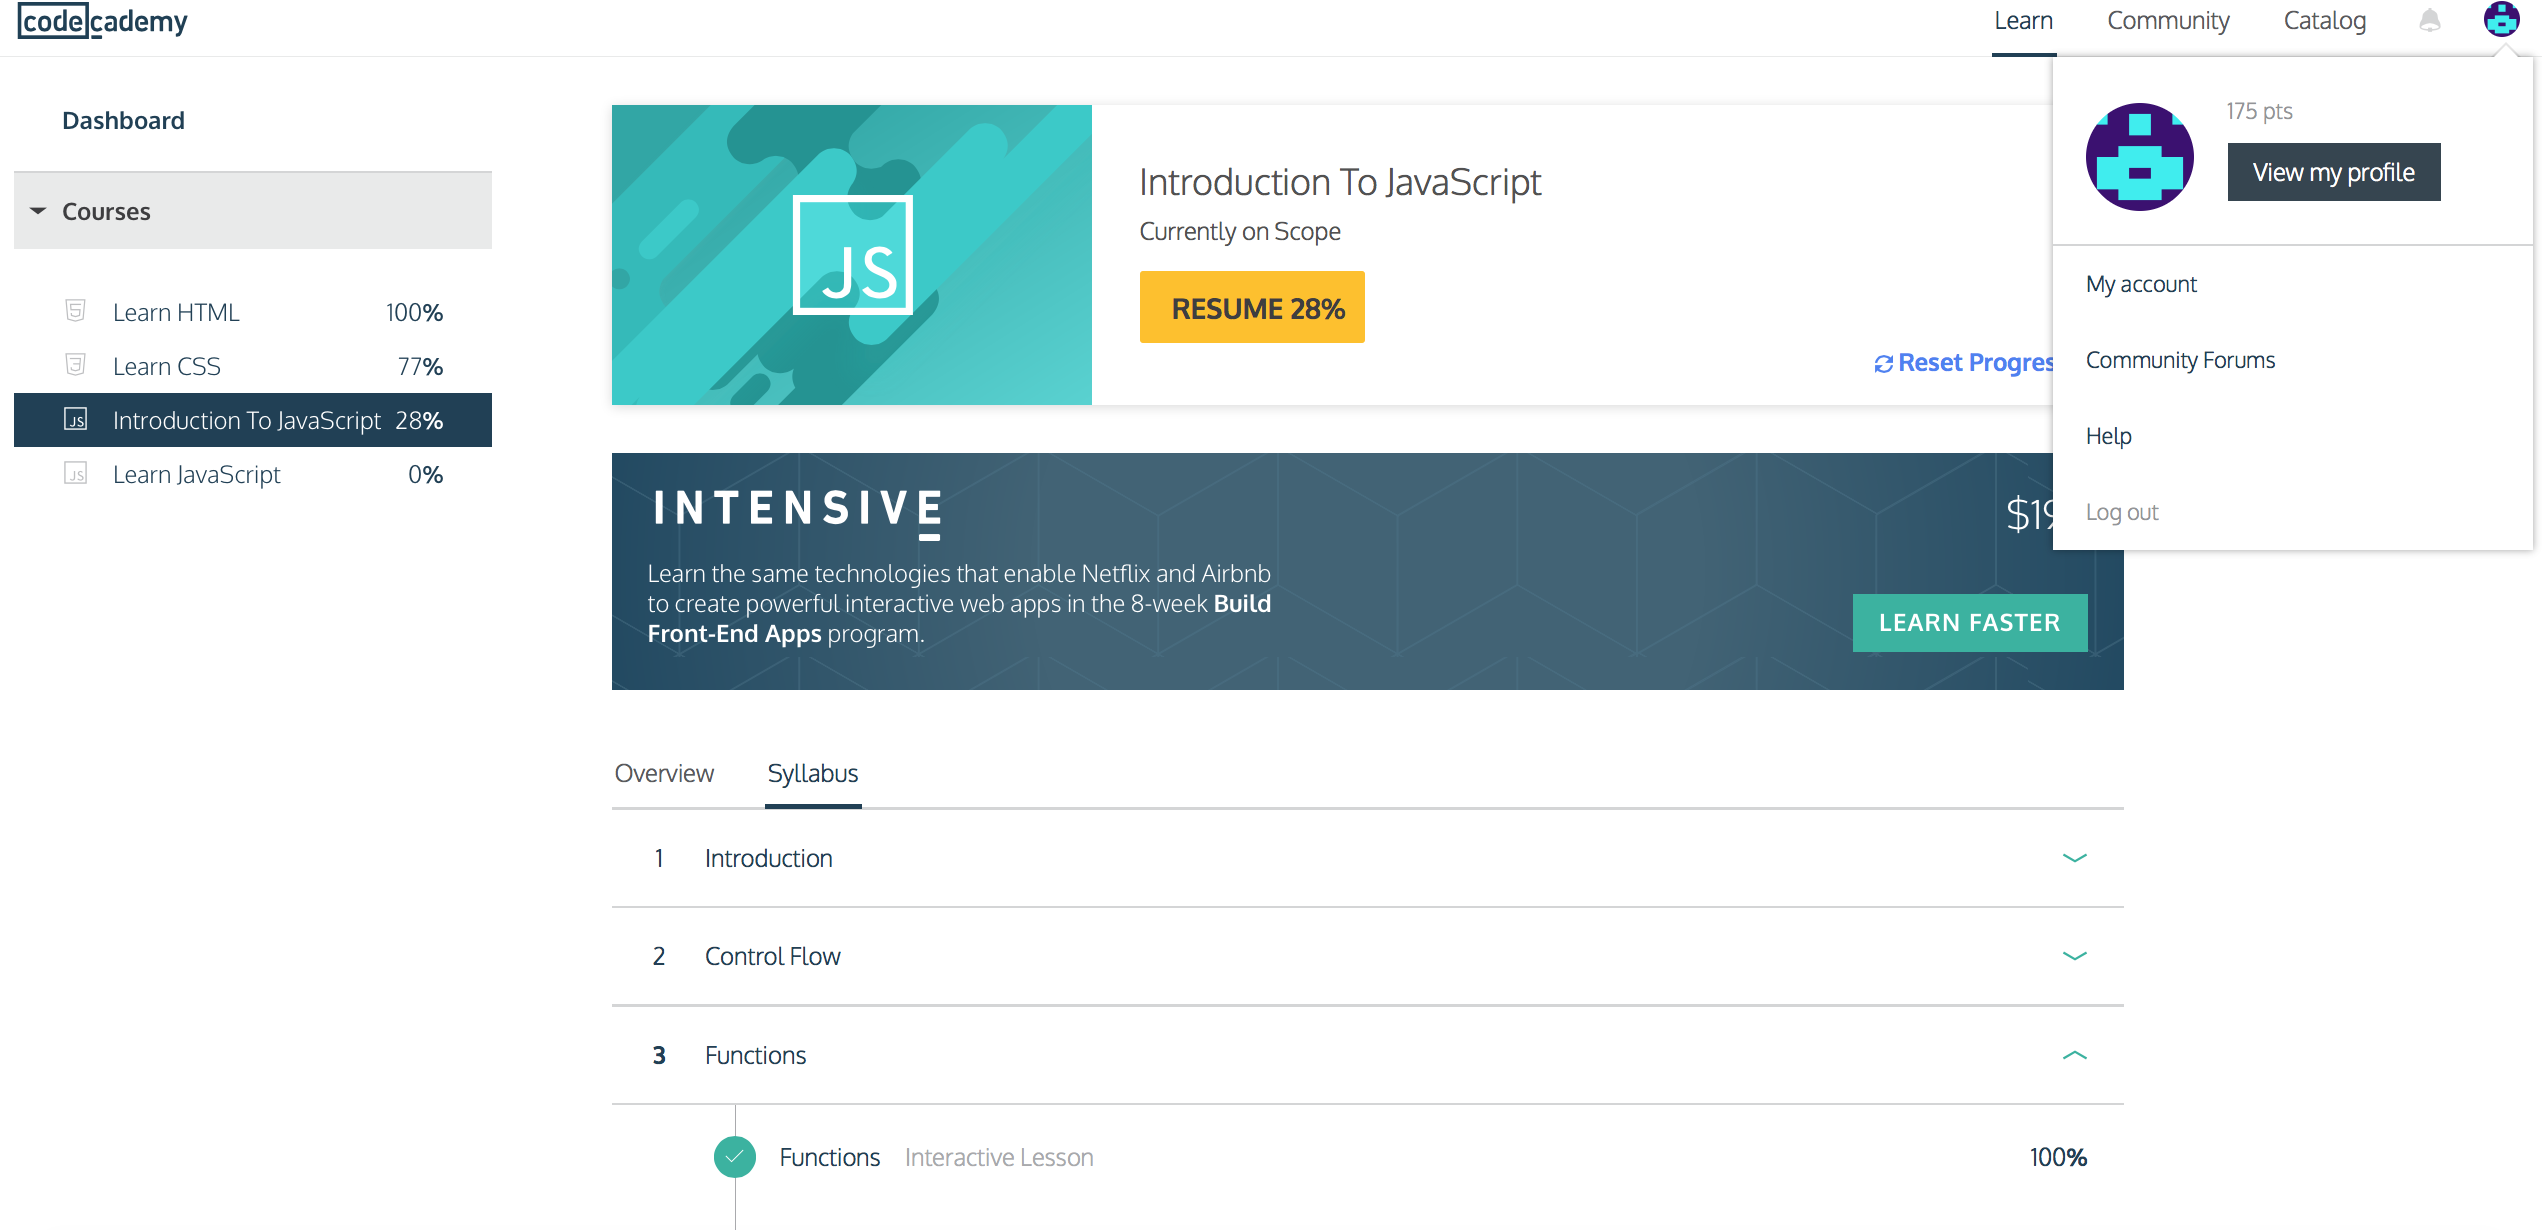 codecademy
Learn
Community
Catalog
175 pts
View my profile
My account
Community Forums
Help
Log out
Dashboard
Courses
Learn HTML 100%
Learn CSS 77%
JS Introduction To JavaScript 28%
JS Learn JavaScript 0%
JS
Introduction To JavaScript
Currently on Scope
RESUME 28%
Reset Progres
INTENSIVE
$19
Learn the same technologies that enable Netflix and Airbnb
to create powerful interactive web apps in the 8-week Build
Front-End Apps program.
LEARN FASTER
Overview
Syllabus
1 Introduction
2 Control Flow
3 Functions
Functions Interactive Lesson 100%